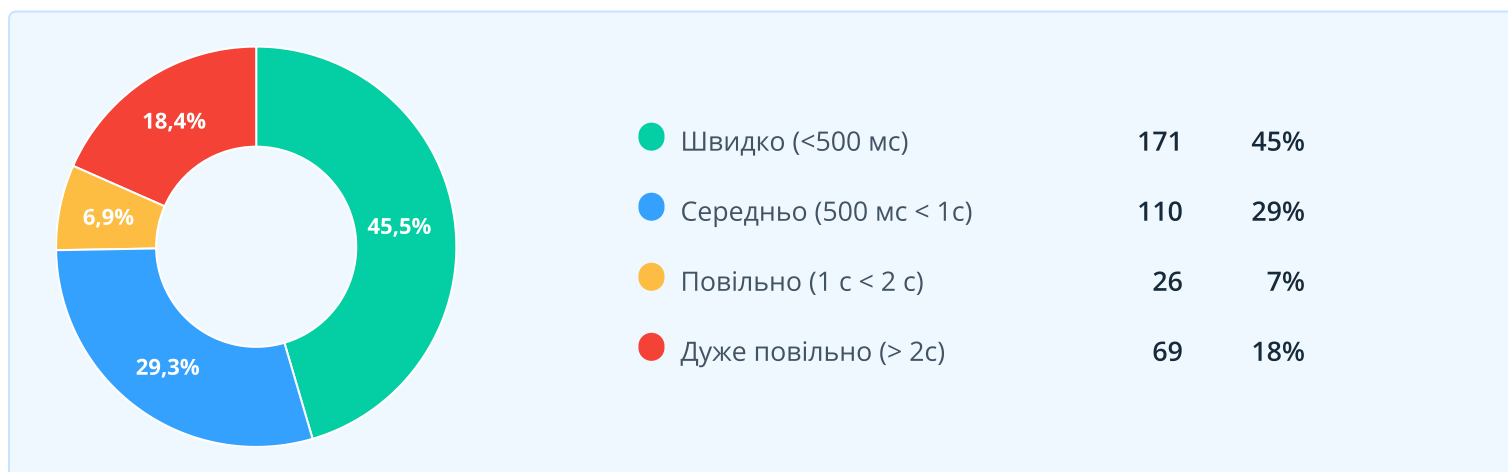 18,4%
6,9%
45,5%
29,3%
Швидко (<500 мс) 171 45%
Середньо (500 мс < 1с) 110 29%
Повільно (1 с < 2 с) 26 7%
Дуже повільно (> 2с) 69 18%